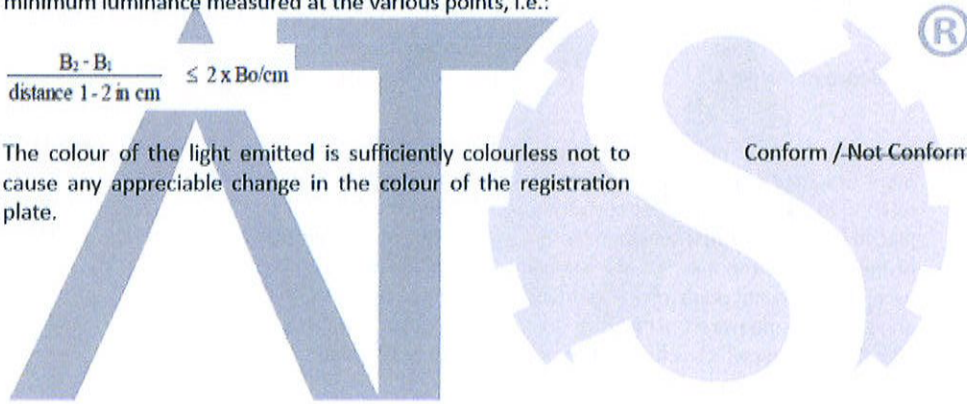 minimum luminance measured at the various points, i.e.:
B₂ - B₁
distance 1 - 2 in cm
≤ 2 x Bo/cm
The colour of the light emitted is sufficiently colourless not to
Conform / Not Conform
cause any appreciable change in the colour of the registration
plate.
ATS
®